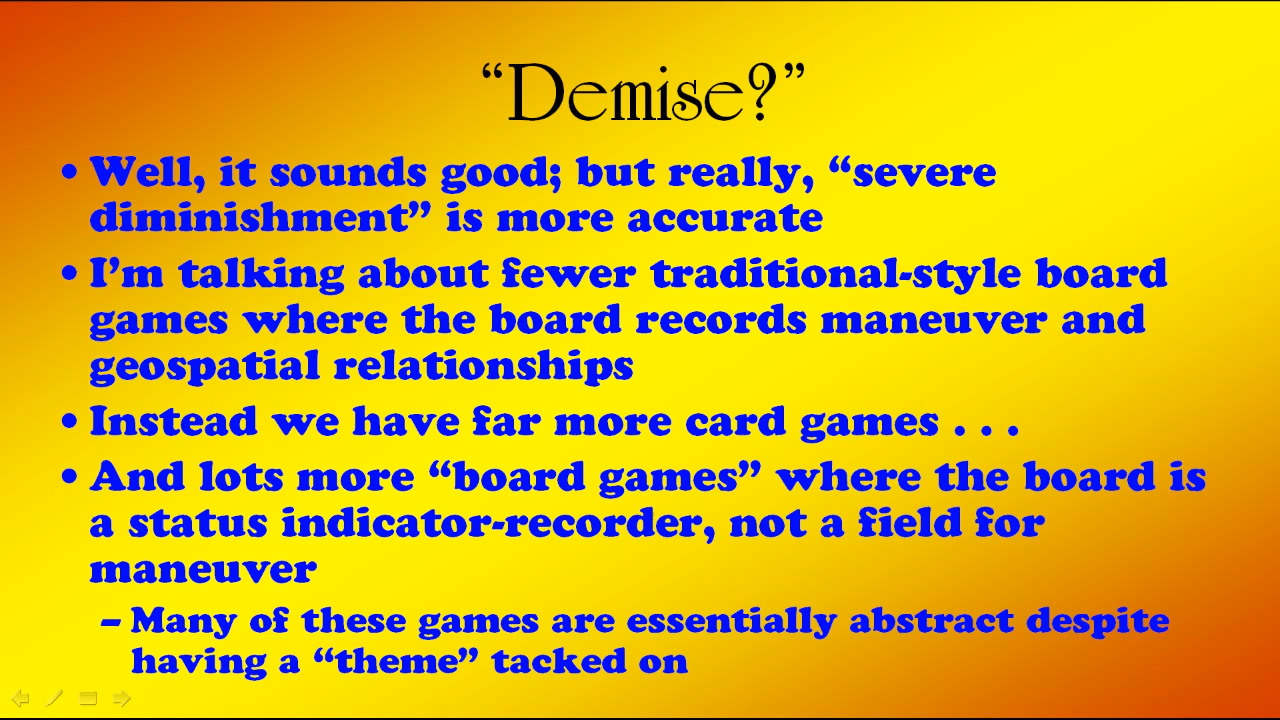 “Demise?”
• Well, it sounds good; but really, “severe
diminishment” is more accurate
• I’m talking about fewer traditional-style board
games where the board records maneuver and
geospatial relationships
• Instead we have far more card games . . .
• And lots more “board games” where the board is
a status indicator-recorder, not a field for
maneuver
– Many of these games are essentially abstract despite
having a “theme” tacked on